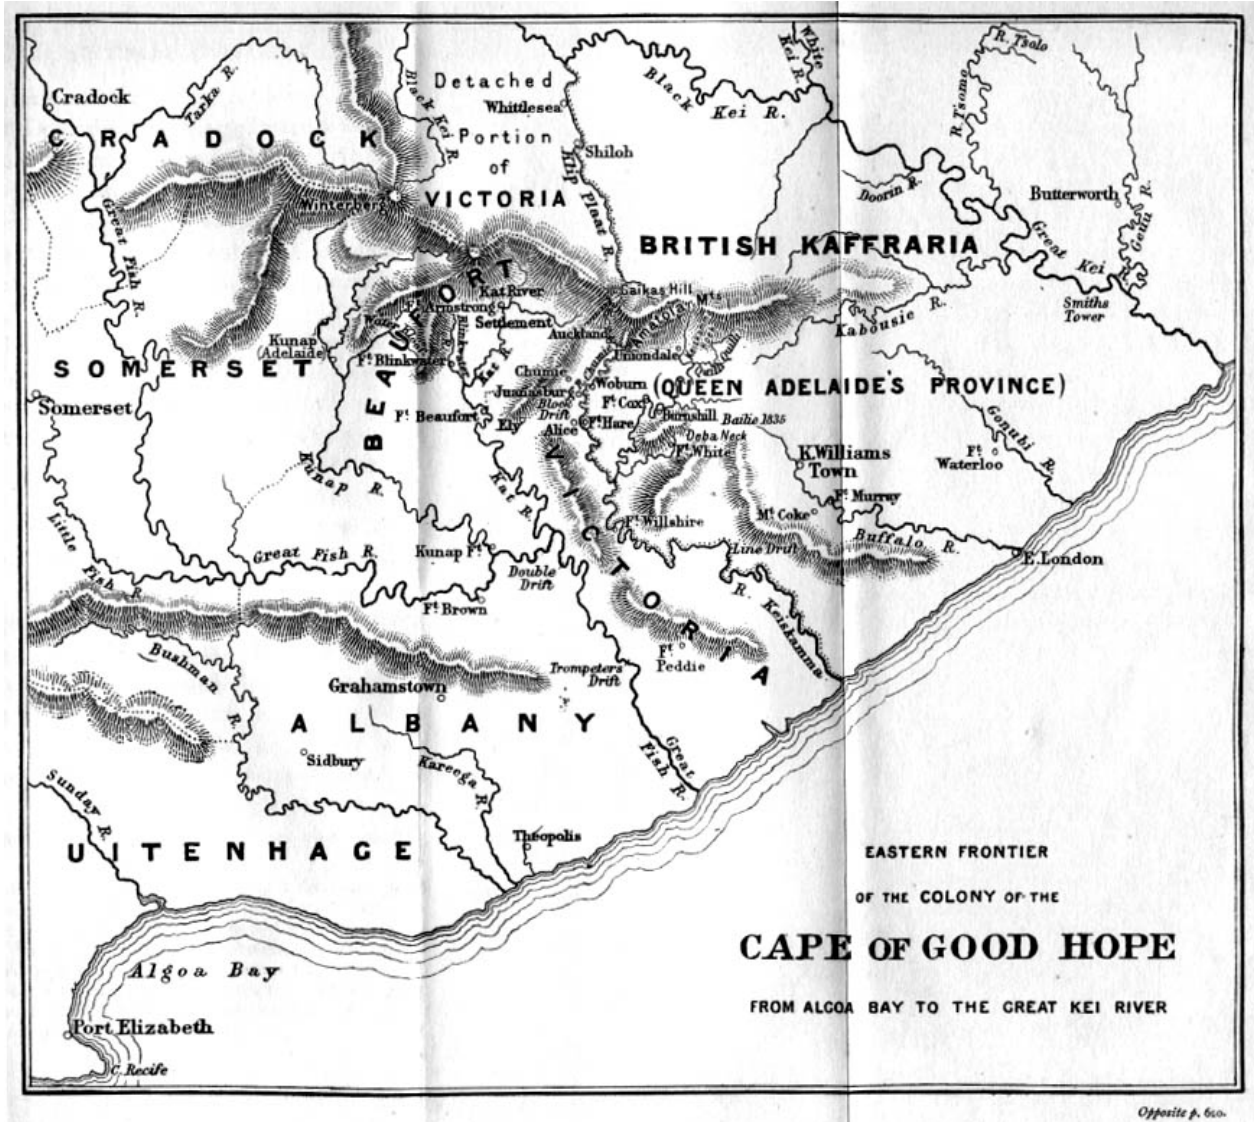 R. Tsolo
White
Kei R.
Detached
Black
Kei R.
Tarka R.
Black Kei R.
R. Tsomo
Cradock
Whittlesea
CRADOCK
Portion
Shiloh
of
Klip Plaat R.
Doorin R.
Butterworth
Winterberg
VICTORIA
Great Fish R.
BRITISH KAFFRARIA
Great Kei R.
Kat River
Gaikas Hill
Mts
Amatola
Smiths
Tower
Ft Armstrong
Settlement
Auckland
Kabousie R.
Kunap
(Adelaide)
Ft Blinkwater
Umiondale
SOMERSET
BEAUFORT
Kat R.
Chumie
Woburn
(QUEEN ADELAIDE'S PROVINCE)
Juanasburg
Block
Drift
Ft Cox
Somerset
Ft Beaufort
Ely
Alice
Ft Hare
Burnshill
Bailie 1835
Deba Neck
Ft White
Gonubi R.
K. Williams
Town
Ft
Waterloo
Kunap R.
Kat R.
Ft Murray
Mt Coke
Little
Fish R.
Ft Willshire
Line Drift
Buffalo R.
Great Fish R.
Kunap Ft
Double
Drift
E. London
VICTORIA
Ft Brown
R. Keiskamma
Bushman
R.
Ft
Peddie
Trompeters
Drift
Grahamstown
ALBANY
Sidbury
Kareega R.
Great
Fish R.
Sunday R.
Theopolis
UITENHAGE
EASTERN FRONTIER
OF THE COLONY OF THE
CAPE OF GOOD HOPE
FROM ALGOA BAY TO THE GREAT KEI RIVER
Algoa Bay
Port Elizabeth
C. Recife
Opposite p. 600.